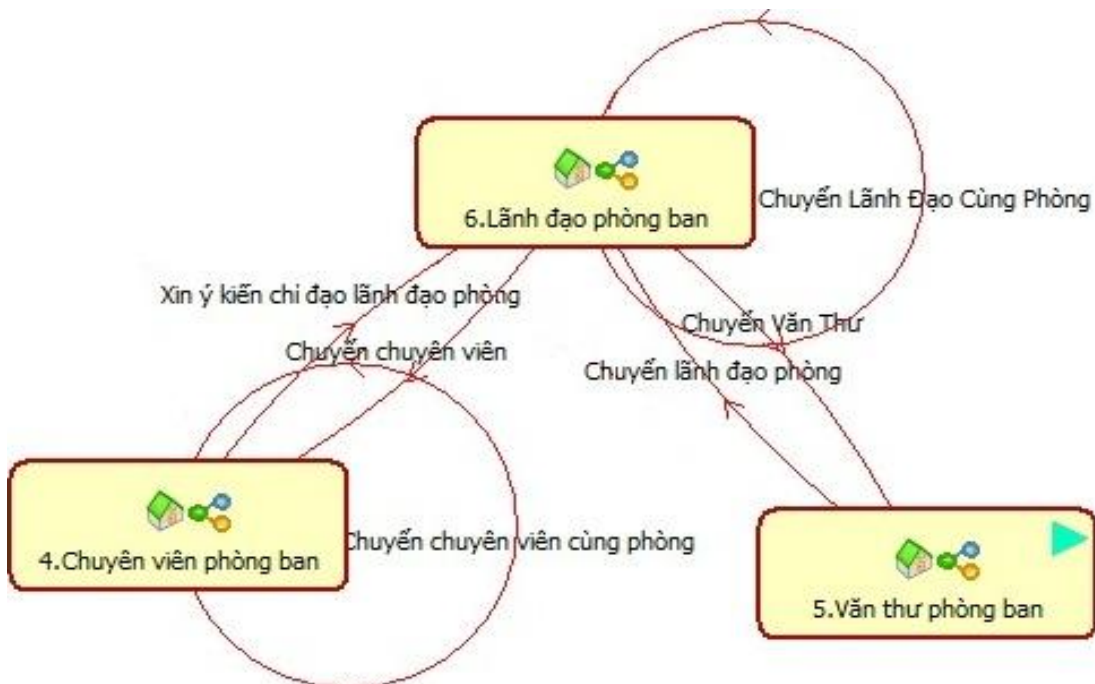 6.Lãnh đạo phòng ban
Chuyển Lãnh Đạo Cùng Phòng
Xin ý kiến chỉ đạo lãnh đạo phòng
Chuyển Văn Thư
Chuyển chuyên viên
Chuyển lãnh đạo phòng
4.Chuyên viên phòng ban
Chuyển chuyên viên cùng phòng
5.Văn thư phòng ban